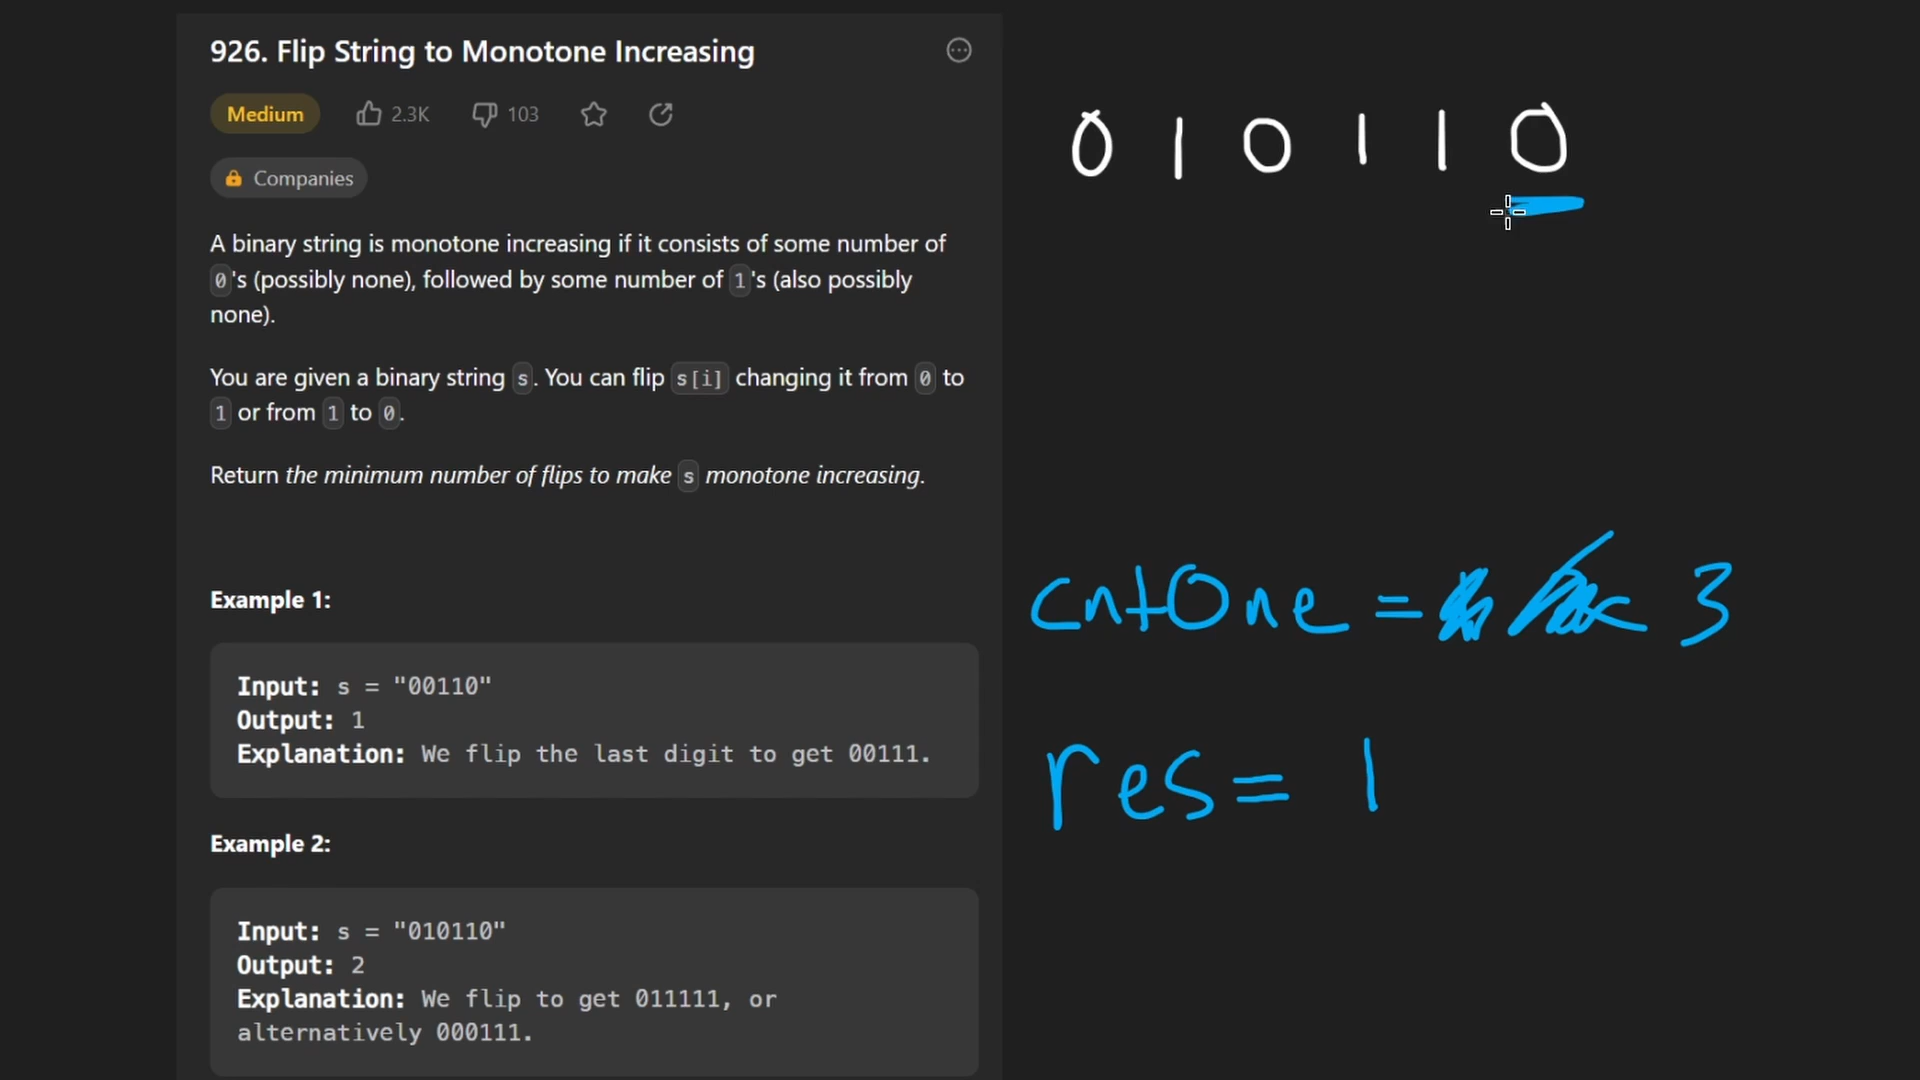 926. Flip String to Monotone Increasing
Medium 2.3K 103
Companies
A binary string is monotone increasing if it consists of some number of
0's (possibly none), followed by some number of 1's (also possibly
none).
You are given a binary string s. You can flip s[i] changing it from 0 to
1 or from 1 to 0.
Return the minimum number of flips to make s monotone increasing.
Example 1:
Input: s = "00110"
Output: 1
Explanation: We flip the last digit to get 00111.
Example 2:
Input: s = "010110"
Output: 2
Explanation: We flip to get 011111, or
alternatively 000111.
0 1 0 1 1 0
cntOne = 3
res = 1